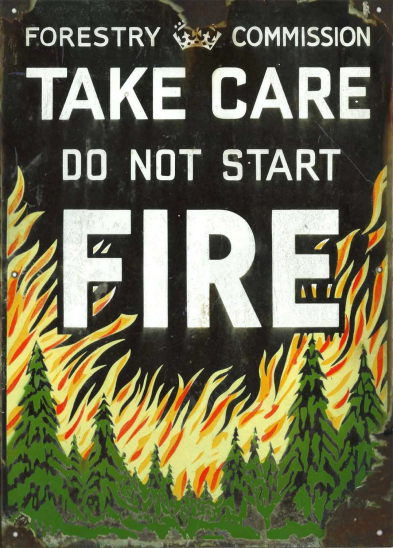 FORESTRY COMMISSION
TAKE CARE
DO NOT START
FIRE